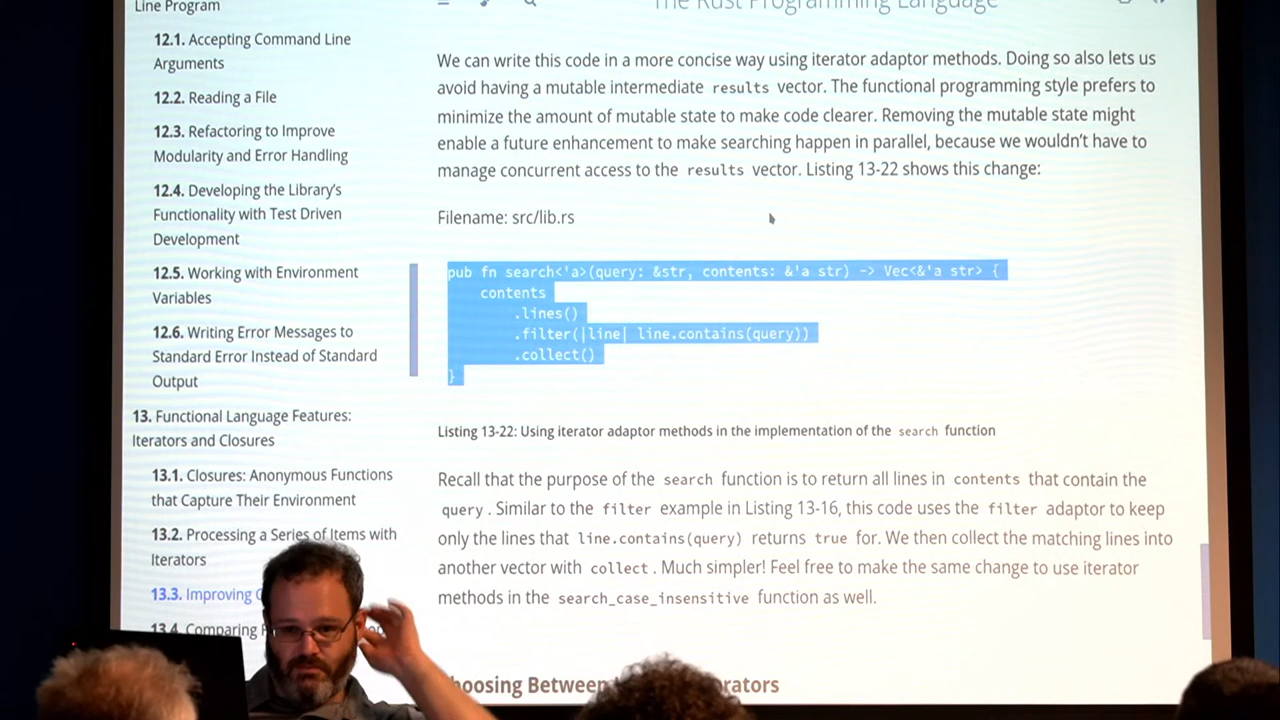 Line Program
12.1. Accepting Command Line
Arguments
12.2. Reading a File
12.3. Refactoring to Improve
Modularity and Error Handling
12.4. Developing the Library's
Functionality with Test Driven
Development
12.5. Working with Environment
Variables
12.6. Writing Error Messages to
Standard Error Instead of Standard
Output
13. Functional Language Features:
Iterators and Closures
13.1. Closures: Anonymous Functions
that Capture Their Environment
13.2. Processing a Series of Items with
Iterators
13.3. Improving
13.4. Comparing
The Rust Programming Language
We can write this code in a more concise way using iterator adaptor methods. Doing so also lets us
avoid having a mutable intermediate results vector. The functional programming style prefers to
minimize the amount of mutable state to make code clearer. Removing the mutable state might
enable a future enhancement to make searching happen in parallel, because we wouldn't have to
manage concurrent access to the results vector. Listing 13-22 shows this change:
Filename: src/lib.rs
pub fn search<'a>(query: &str, contents: &'a str) -> Vec<&'a str> {
contents
.lines()
.filter(|line| line.contains(query))
.collect()
}
Listing 13-22: Using iterator adaptor methods in the implementation of the search function
Recall that the purpose of the search function is to return all lines in contents that contain the
query. Similar to the filter example in Listing 13-16, this code uses the filter adaptor to keep
only the lines that line.contains(query) returns true for. We then collect the matching lines into
another vector with collect. Much simpler! Feel free to make the same change to use iterator
methods in the search_case_insensitive function as well.
hoosing Between